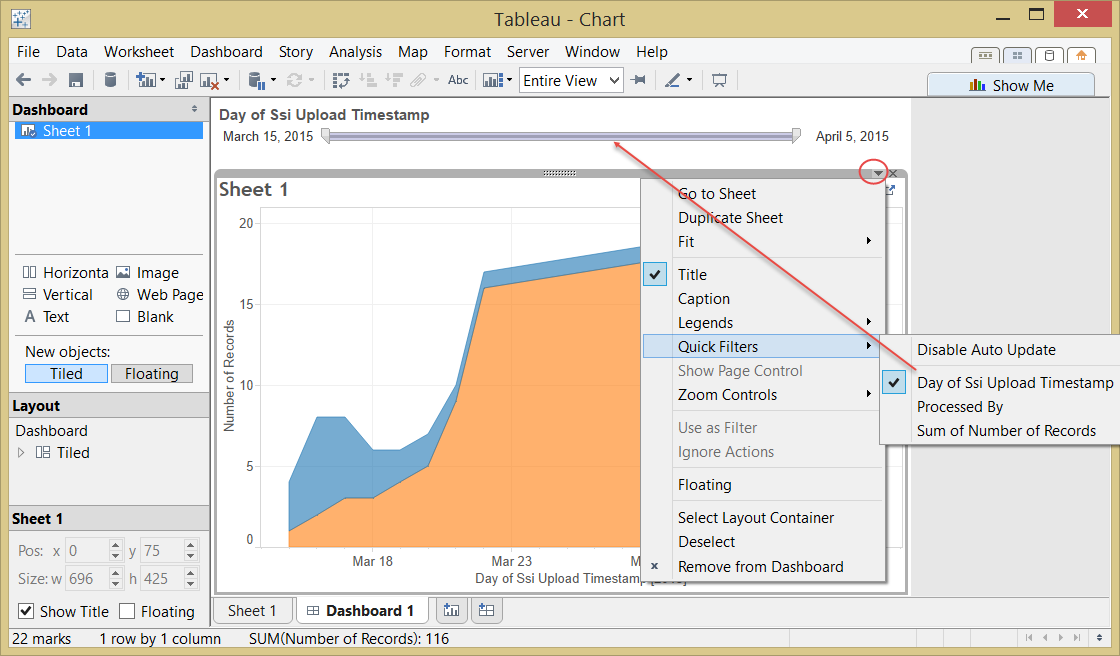 Tableau - Chart
File Data Worksheet Dashboard Story Analysis Map Format Server Window Help
Abc Entire View
Show Me
Dashboard
Sheet 1
Horizonta Image
Vertical Web Page
A Text Blank
New objects:
Tiled Floating
Layout
Dashboard
Tiled
Sheet 1
Pos: x 0 y 75
Size: w 696 h 425
Show Title Floating
Day of Ssi Upload Timestamp
March 15, 2015 April 5, 2015
Sheet 1
Number of Records
20
15
10
5
0
Mar 18 Mar 23 M
Day of Ssi Upload Timestamp
Go to Sheet
Duplicate Sheet
Fit
Title
Caption
Legends
Quick Filters
Show Page Control
Zoom Controls
Use as Filter
Ignore Actions
Floating
Select Layout Container
Deselect
x Remove from Dashboard
Disable Auto Update
Day of Ssi Upload Timestamp
Processed By
Sum of Number of Records
Sheet 1 Dashboard 1
22 marks 1 row by 1 column SUM(Number of Records): 116